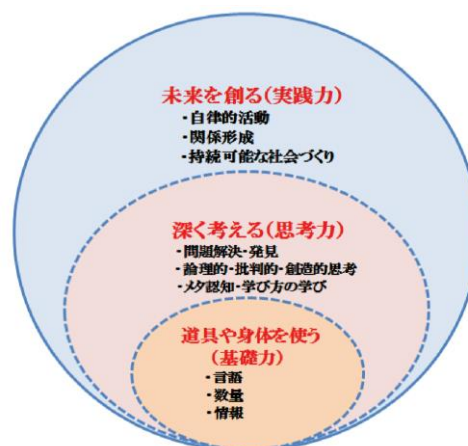 未来を創る(実践力)
・自律的活動
・関係形成
・持続可能な社会づくり
深く考える(思考力)
・問題解決・発見
・論理的・批判的・創造的思考
・メタ認知・学び方の学び
道具や身体を使う
(基礎力)
・言語
・数量
・情報